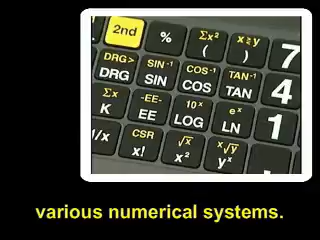 Σx² x⇄y
2nd % ( ) 7
DRG> SIN⁻¹ COS⁻¹ TAN⁻¹
DRG SIN COS TAN 4
Σx -EE- 10ˣ eˣ
K EE LOG LN 1
CSR √x ˣ√y
1/x x! x² yˣ
various numerical systems.